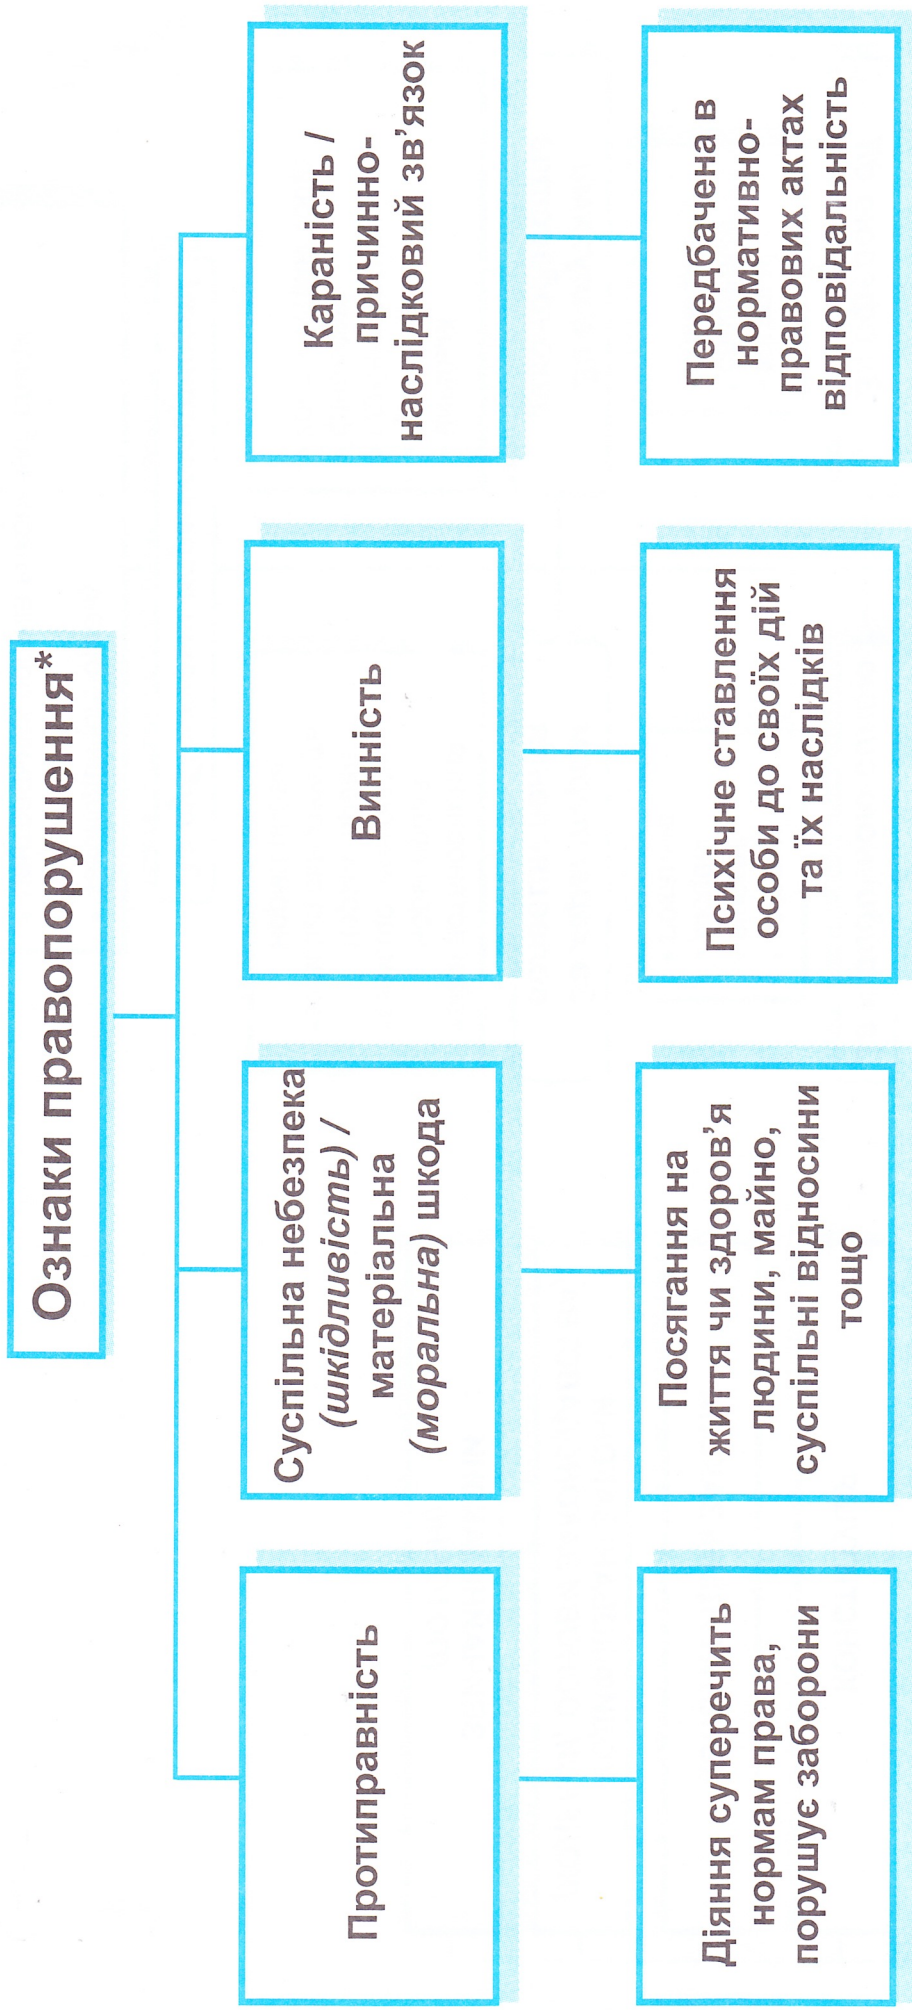 Ознаки правопорушення*
Протиправність
Суспільна небезпека
(шкідливість) /
матеріальна
(моральна) шкода
Винність
Караність /
причинно-
наслідковий зв’язок
Діяння суперечить
нормам права,
порушує заборони
Посягання на
життя чи здоров’я
людини, майно,
суспільні відносини
тощо
Психічне ставлення
особи до своїх дій
та їх наслідків
Передбачена в
нормативно-
правових актах
відповідальність